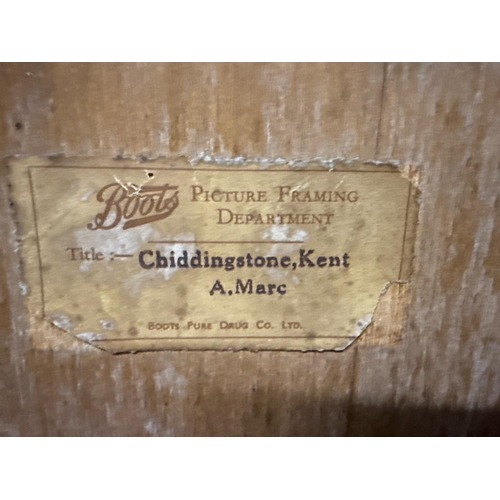 Boots PICTURE FRAMING
DEPARTMENT
Title :— Chiddingstone,Kent
A.Marc
BOOTS PURE DRUG CO. LTD.